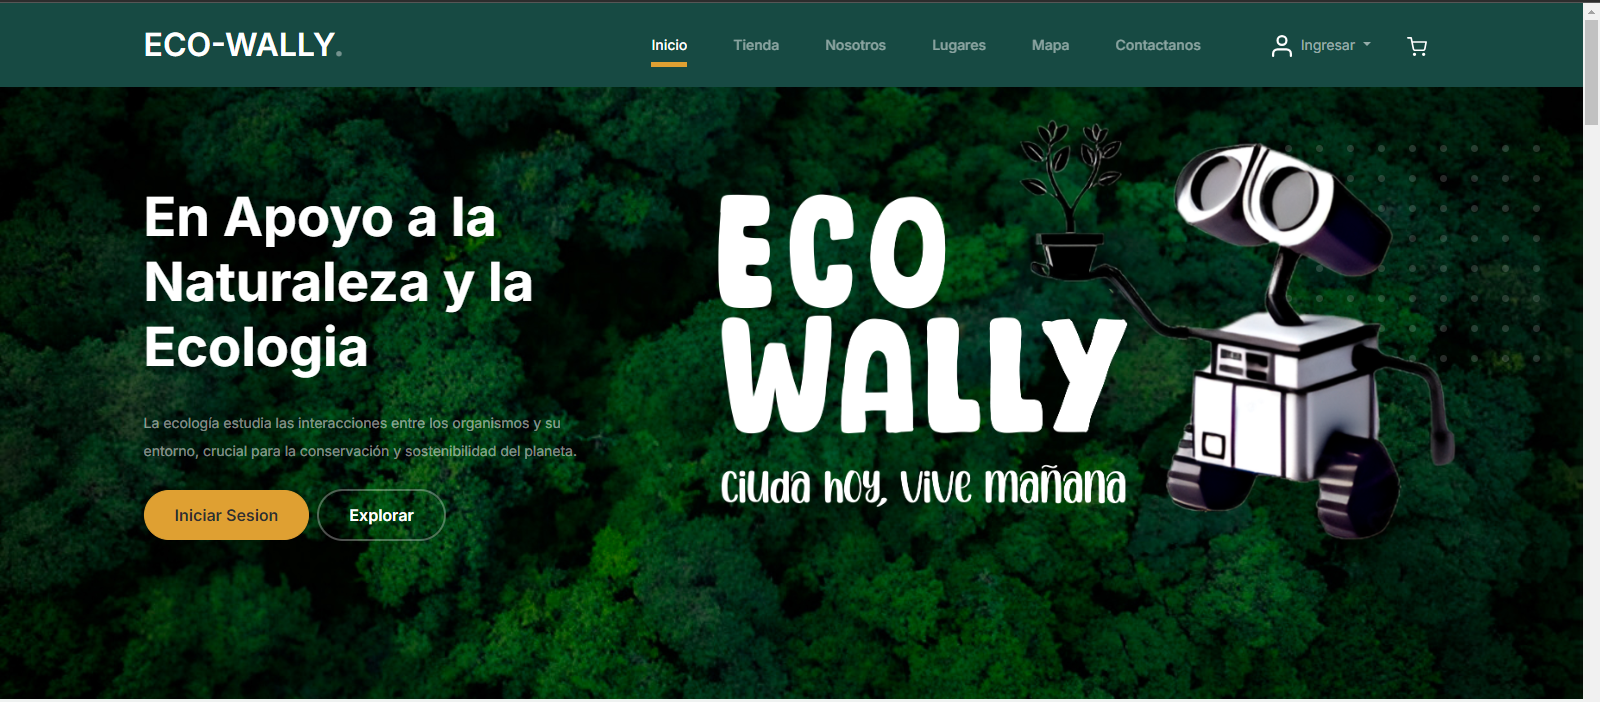 ECO-WALLY.
Inicio Tienda Nosotros Lugares Mapa Contactanos Ingresar
En Apoyo a la
Naturaleza y la
Ecologia
La ecología estudia las interacciones entre los organismos y su
entorno, crucial para la conservación y sostenibilidad del planeta.
Iniciar Sesion Explorar
ECO
WALLY
ciuda hoy, vive mañana